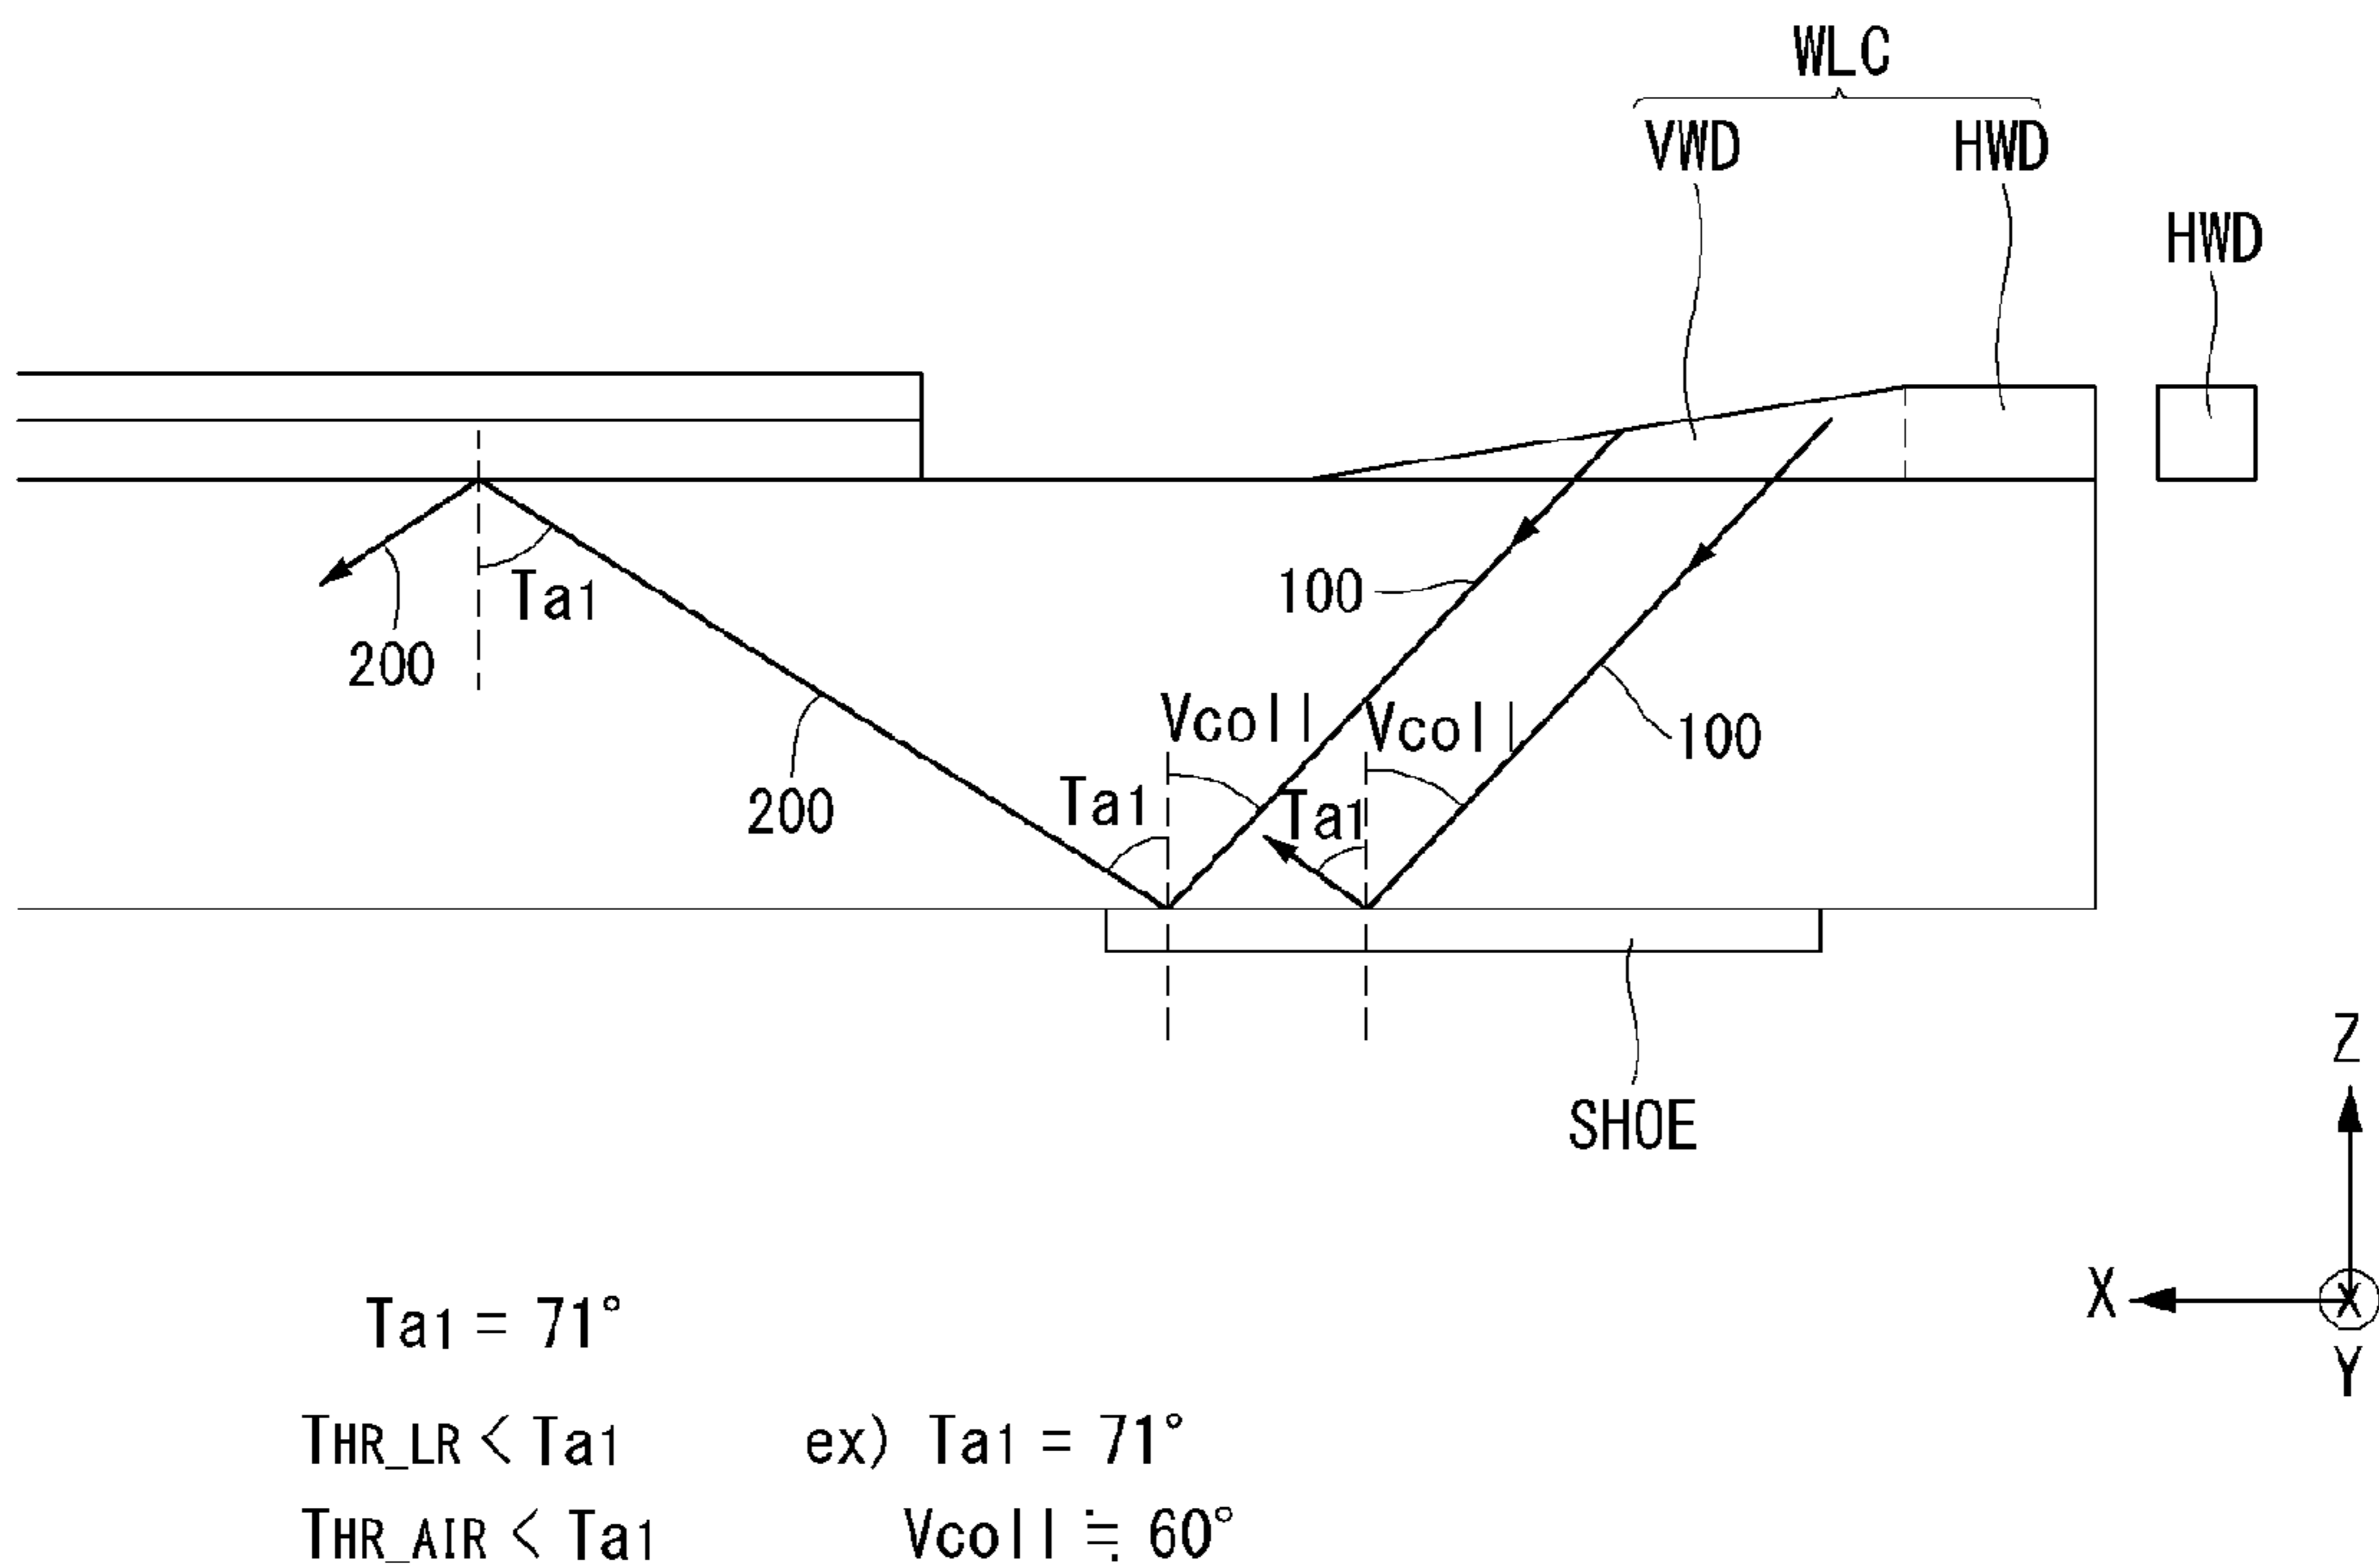 WLC
VWD HWD
HWD
Ta1
200
100
200
Vcoll Vcoll
100
Ta1 Ta1
SHOE
Z
X
X
Y
Ta1 = 71°
THR_LR < Ta1 ex) Ta1 = 71°
THR_AIR < Ta1 Vcoll ≒ 60°